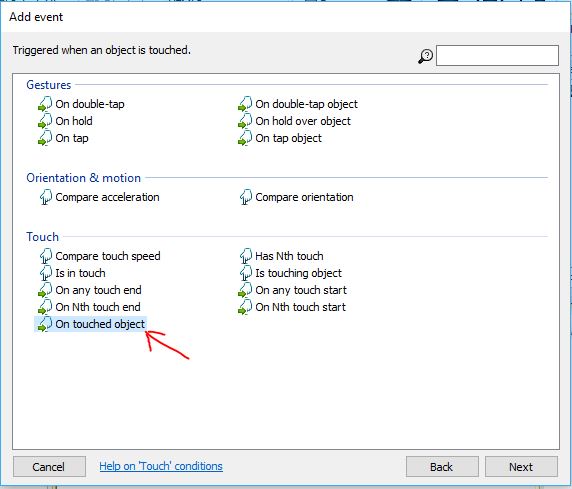 Add event
Triggered when an object is touched.
Gestures
On double-tap On double-tap object
On hold On hold over object
On tap On tap object
Orientation & motion
Compare acceleration Compare orientation
Touch
Compare touch speed Has Nth touch
Is in touch Is touching object
On any touch end On any touch start
On Nth touch end On Nth touch start
On touched object
Cancel Help on 'Touch' conditions Back Next